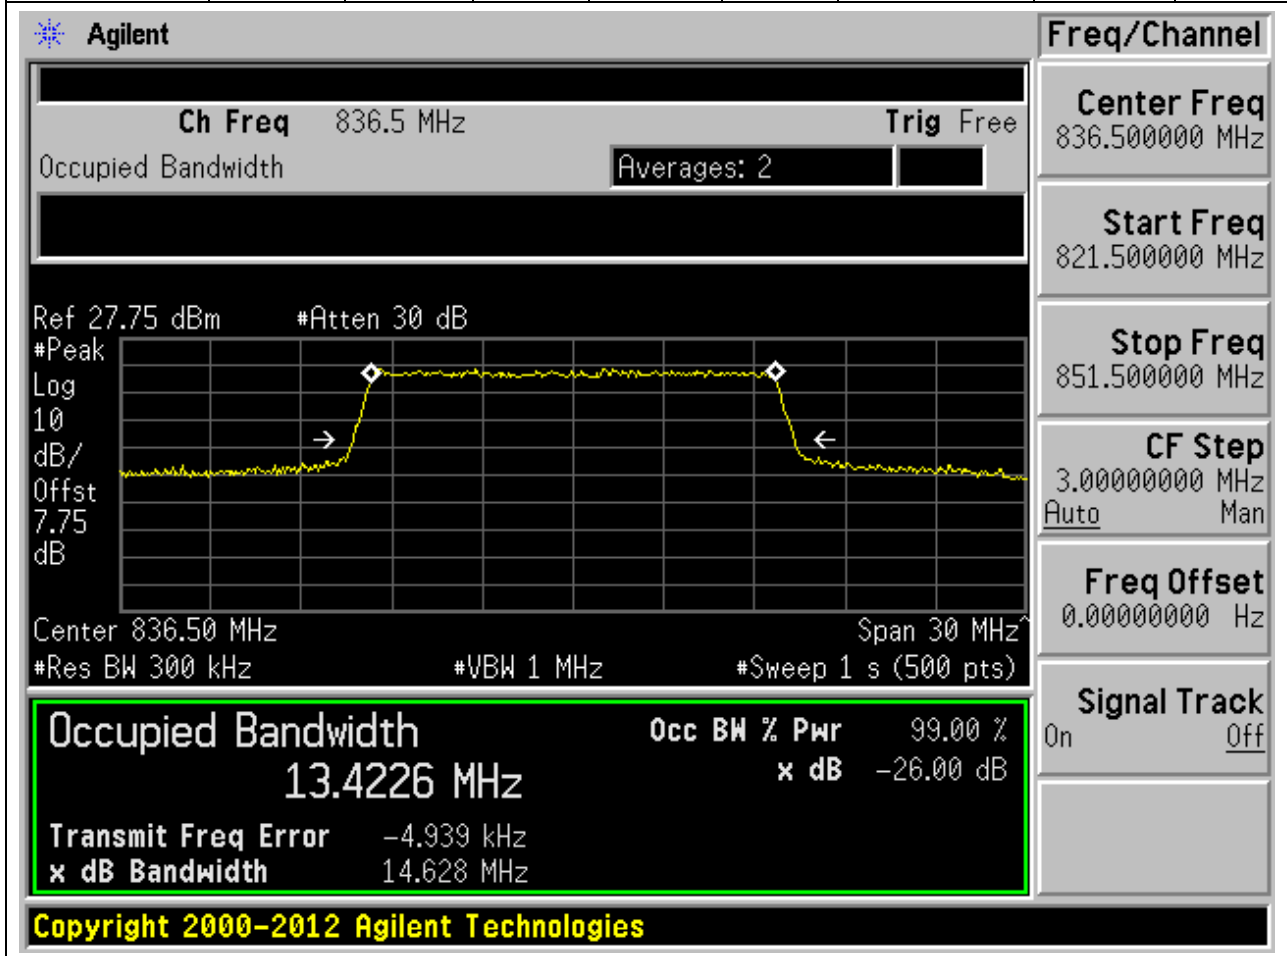 Agilent
Freq/Channel
Ch Freq 836.5 MHz Trig Free
Occupied Bandwidth Averages: 2
Center Freq
836.500000 MHz
Start Freq
821.500000 MHz
Stop Freq
851.500000 MHz
CF Step
3.00000000 MHz
Auto Man
Freq Offset
0.00000000 Hz
Signal Track
On Off
Ref 27.75 dBm #Atten 30 dB
#Peak
Log
10
dB/
Offst
7.75
dB
Center 836.50 MHz Span 30 MHz^
#Res BW 300 kHz #VBW 1 MHz #Sweep 1 s (500 pts)
Occupied Bandwidth Occ BW % Pwr 99.00 %
13.4226 MHz x dB -26.00 dB
Transmit Freq Error -4.939 kHz
x dB Bandwidth 14.628 MHz
Copyright 2000-2012 Agilent Technologies